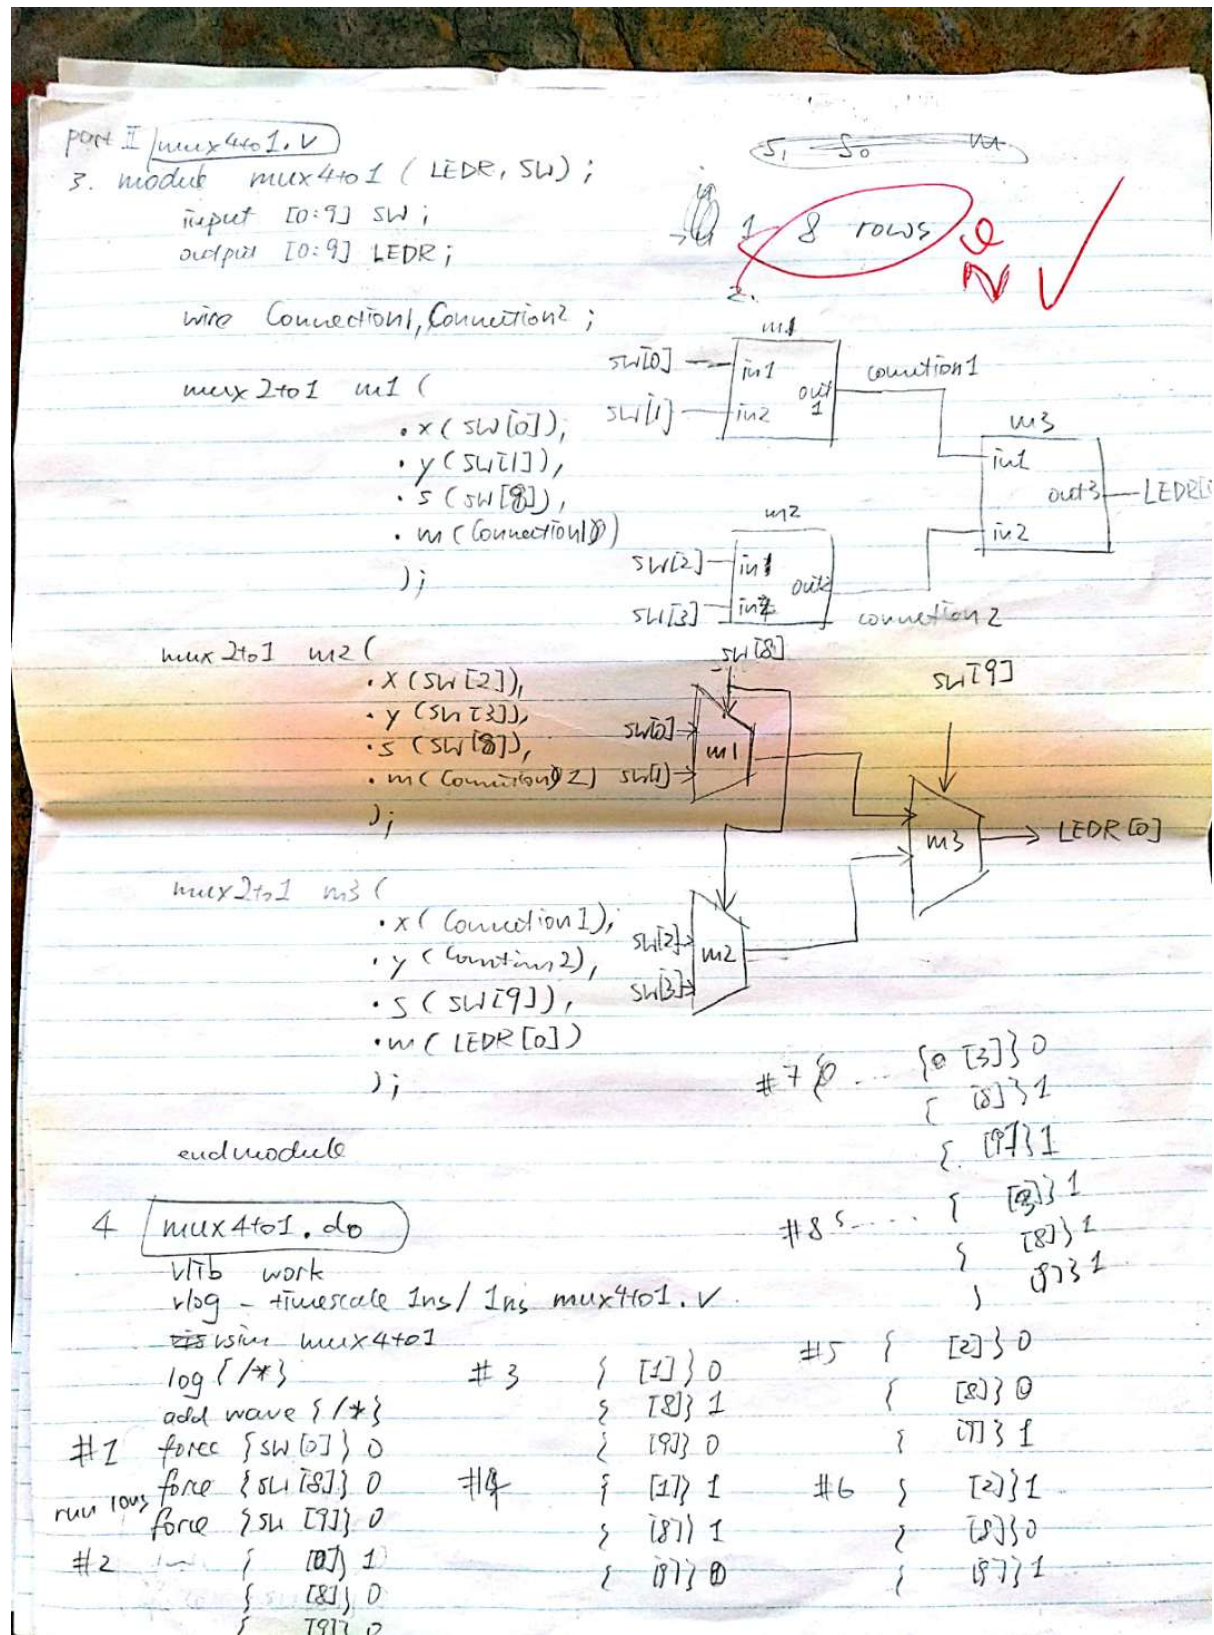 part II mux4to1.v
3. module mux4to1 ( LEDR, SW) ;
input [0:9] SW ;
output [0:9] LEDR ;
wire Connection1, Connection2 ;
mux2to1 m1 (
.x ( SW[0]),
.y (SW[1]),
.s (SW[8]),
.m (Connection1)
);
mux2to1 m2 (
.x (SW[2]),
.y (SW[3]),
.s (SW[8]),
.m (Connection2)
);
mux2to1 m3 (
.x ( Connection1),
.y ( Connection2),
.s ( SW[9]),
.m ( LEDR[0])
);
endmodule
S1 S0 m
1 8 rows
2.
m1
SW[0] in1
SW[1] in2
out 1
connection1
m3
in1
in2
out3 LEDR[
m2
SW[2] in1
SW[3] in2
out2
connection2
SW[8]
SW[9]
SW[0]
SW[1]
m1
m3 LEDR[0]
SW[2]
SW[3]
m2
4 mux4to1.do
vlib work
vlog -timescale 1ns/1ns mux4to1.v
vsim mux4to1
log {/*}
add wave {/*}
#1 force {SW[0]} 0
force {SW[8]} 0
run 10ns
force {SW[9]} 0
#2 { [0]} 1
{ [8]} 0
{ [9]} 0
#3 { [1]} 0
{ [8]} 1
{ [9]} 0
#4 { [1]} 1
{ [8]} 1
{ [9]} 0
#5 { [2]} 0
{ [8]} 0
{ [9]} 1
#6 { [2]} 1
{ [8]} 0
{ [9]} 1
#7 { [3]} 0
{ [8]} 1
{ [9]} 1
#8 { [3]} 1
{ [8]} 1
{ [9]} 1